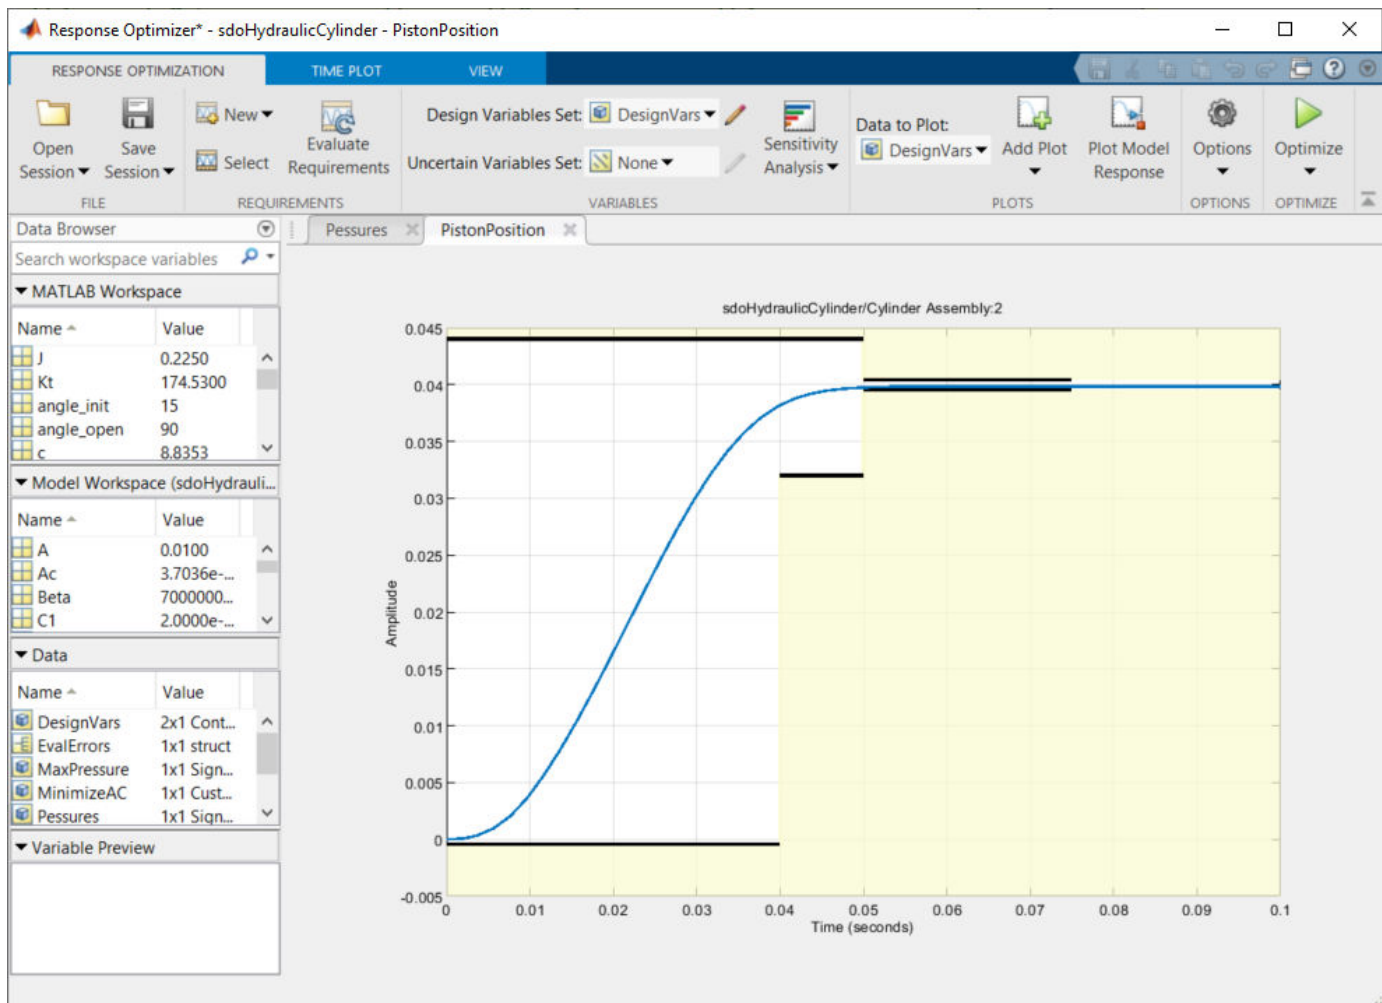 Response Optimizer* - sdoHydraulicCylinder - PistonPosition
RESPONSE OPTIMIZATION
TIME PLOT
VIEW
Open Session
Save Session
FILE
New
Select
Evaluate Requirements
REQUIREMENTS
Design Variables Set: DesignVars
Uncertain Variables Set: None
Sensitivity Analysis
VARIABLES
Data to Plot:
DesignVars
Add Plot
Plot Model Response
PLOTS
Options
OPTIONS
Optimize
OPTIMIZE
Data Browser
Search workspace variables
MATLAB Workspace
Name Value
J 0.2250
Kt 174.5300
angle_init 15
angle_open 90
c 8.8353
Model Workspace (sdoHydrauli...
Name Value
A 0.0100
Ac 3.7036e-...
Beta 7000000...
C1 2.0000e-...
Data
Name Value
DesignVars 2x1 Cont...
EvalErrors 1x1 struct
MaxPressure 1x1 Sign...
MinimizeAC 1x1 Cust...
Pessures 1x1 Sign...
Variable Preview
Pessures
PistonPosition
sdoHydraulicCylinder/Cylinder Assembly:2
0.045
0.04
0.035
0.03
0.025
0.02
0.015
0.01
0.005
0
-0.005
Amplitude
0 0.01 0.02 0.03 0.04 0.05 0.06 0.07 0.08 0.09 0.1
Time (seconds)